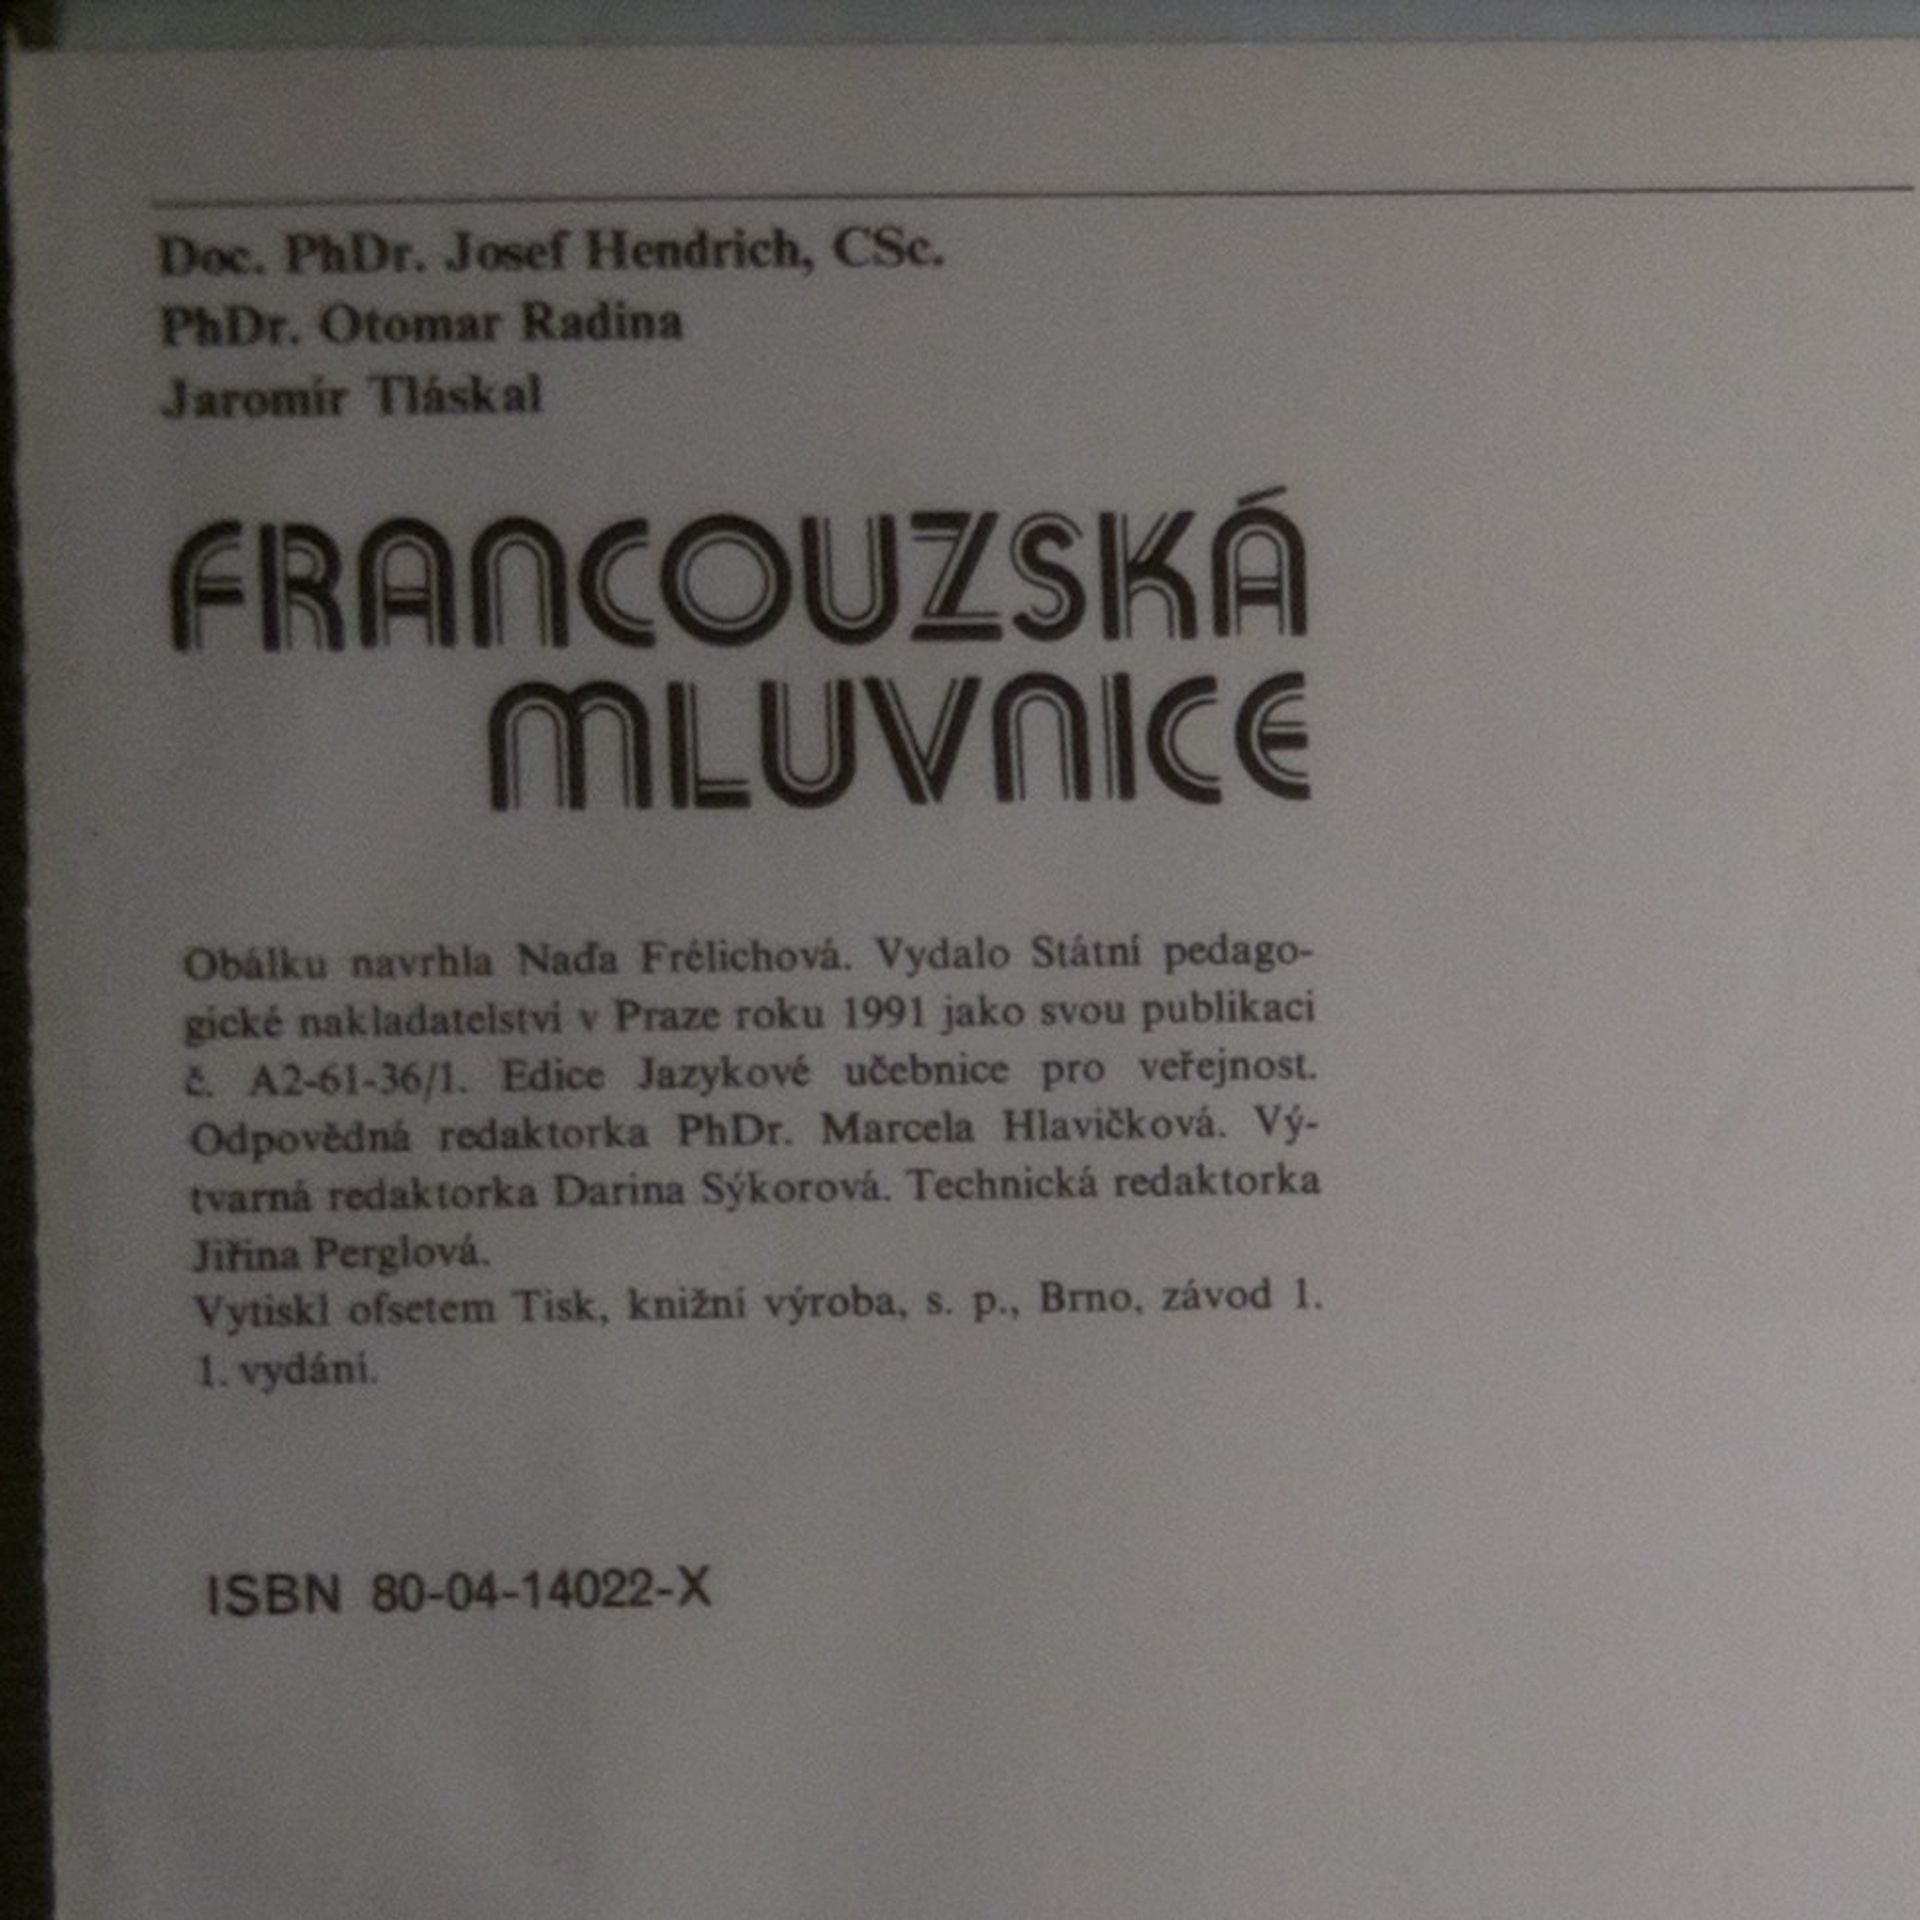 Doc. PhDr. Josef Hendrich, CSc.
PhDr. Otomar Radina
Jaromír Tláskal
FRANCOUZSKÁ
MLUVNICE
Obálku navrhla Naďa Frélichová. Vydalo Státní pedago-
gické nakladatelství v Praze roku 1991 jako svou publikaci
č. A2-61-36/1. Edice Jazykové učebnice pro veřejnost.
Odpovědná redaktorka PhDr. Marcela Hlavičková. Vý-
tvarná redaktorka Darina Sýkorová. Technická redaktorka
Jiřina Perglová.
Vytiskl ofsetem Tisk, knižní výroba, s. p., Brno, závod 1.
1. vydání.
ISBN 80-04-14022-X